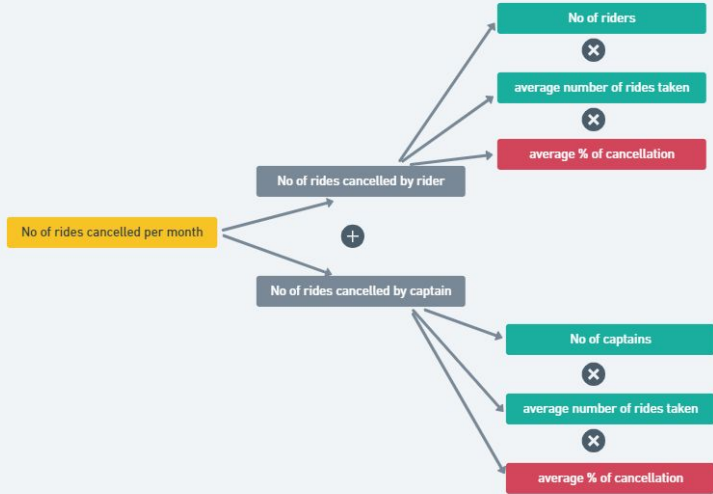 No of riders
average number of rides taken
average % of cancellation
No of rides cancelled by rider
No of rides cancelled per month
No of rides cancelled by captain
No of captains
average number of rides taken
average % of cancellation